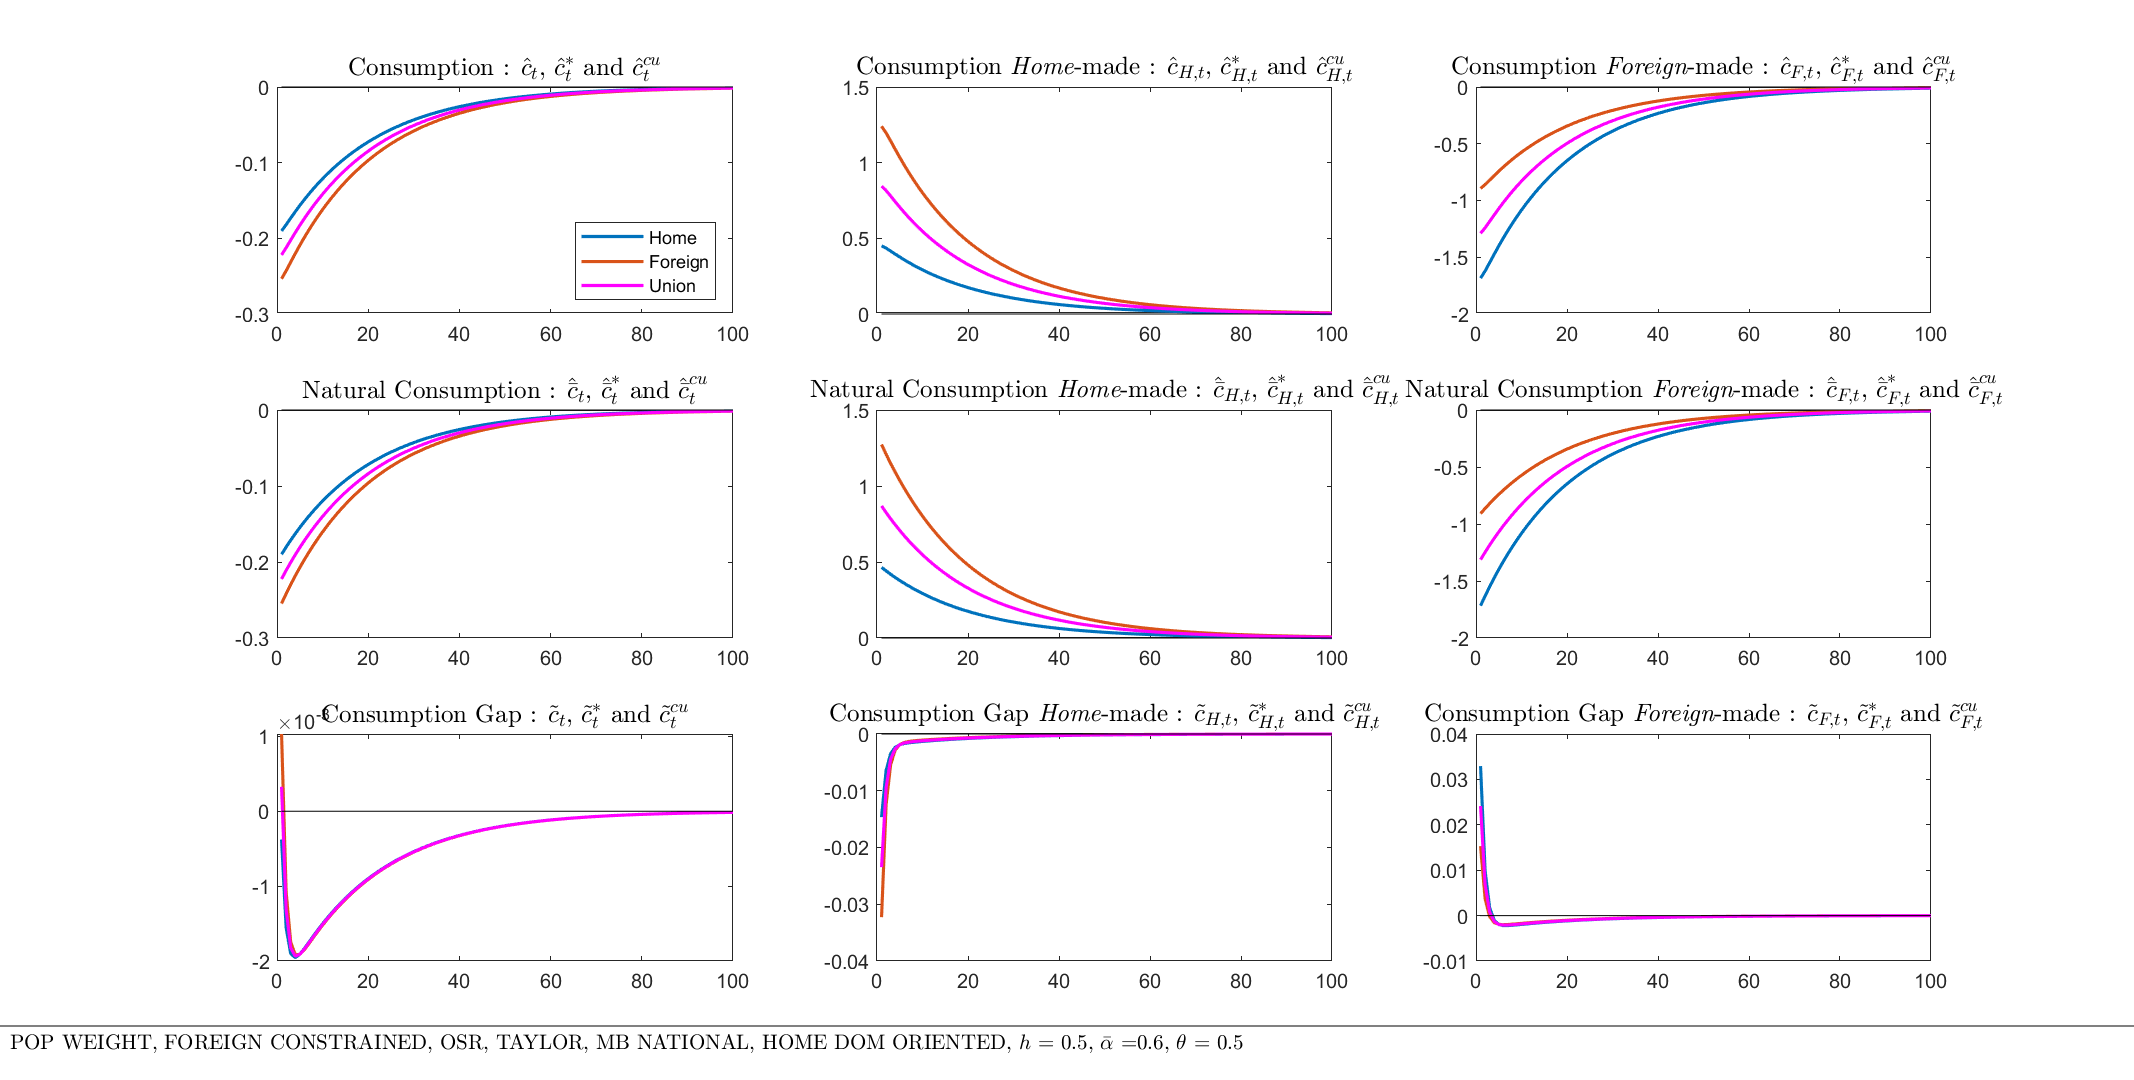 Consumption : ĉ_t, ĉ*_t and ĉ^cu_t
Consumption Home-made : ĉ_H,t, ĉ*_H,t and ĉ^cu_H,t
Consumption Foreign-made : ĉ_F,t, ĉ*_F,t and ĉ^cu_F,t
0
-0.1
-0.2
-0.3
0 20 40 60 80 100
Home
Foreign
Union
1.5
1
0.5
0
0 20 40 60 80 100
0
-0.5
-1
-1.5
-2
0 20 40 60 80 100
Natural Consumption : ĉ̄_t, ĉ̄*_t and ĉ̄^cu_t
Natural Consumption Home-made : ĉ̄_H,t, ĉ̄*_H,t and ĉ̄^cu_H,t
Natural Consumption Foreign-made : ĉ̄_F,t, ĉ̄*_F,t and ĉ̄^cu_F,t
0
-0.1
-0.2
-0.3
0 20 40 60 80 100
1.5
1
0.5
0
0 20 40 60 80 100
0
-0.5
-1
-1.5
-2
0 20 40 60 80 100
Consumption Gap : c̃_t, c̃*_t and c̃^cu_t
Consumption Gap Home-made : c̃_H,t, c̃*_H,t and c̃^cu_H,t
Consumption Gap Foreign-made : c̃_F,t, c̃*_F,t and c̃^cu_F,t
1
0
-1
-2
0 20 40 60 80 100
0
-0.01
-0.02
-0.03
-0.04
0 20 40 60 80 100
0.04
0.03
0.02
0.01
0
-0.01
0 20 40 60 80 100
POP WEIGHT, FOREIGN CONSTRAINED, OSR, TAYLOR, MB NATIONAL, HOME DOM ORIENTED, h = 0.5, ᾱ =0.6, θ = 0.5